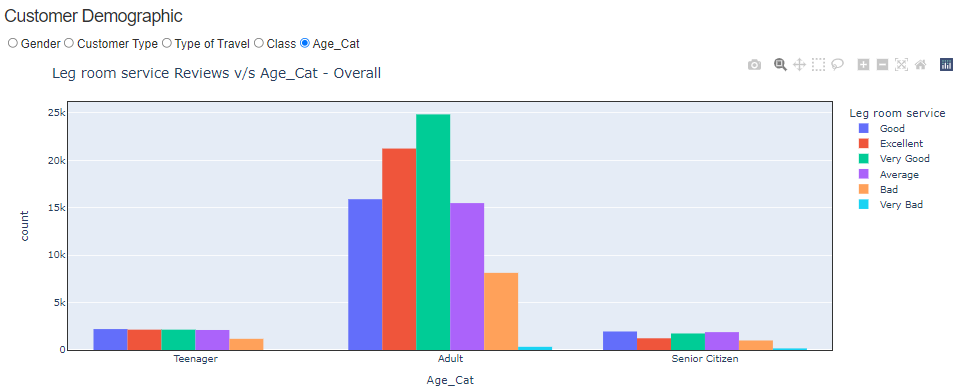 Customer Demographic
Gender Customer Type Type of Travel Class Age_Cat
Leg room service Reviews v/s Age_Cat - Overall
Leg room service
Good
Excellent
Very Good
Average
Bad
Very Bad
25k
20k
15k
10k
5k
0
count
Teenager Adult Senior Citizen
Age_Cat